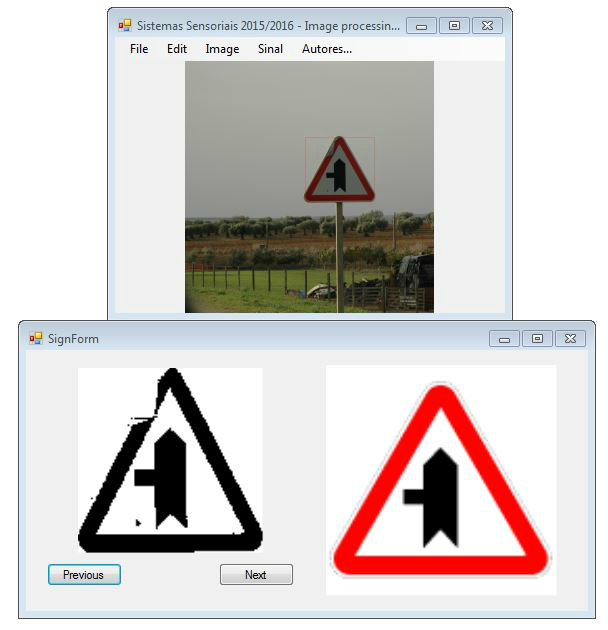 Sistemas Sensoriais 2015/2016 - Image processin...
File Edit Image Sinal Autores...
SignForm
Previous Next